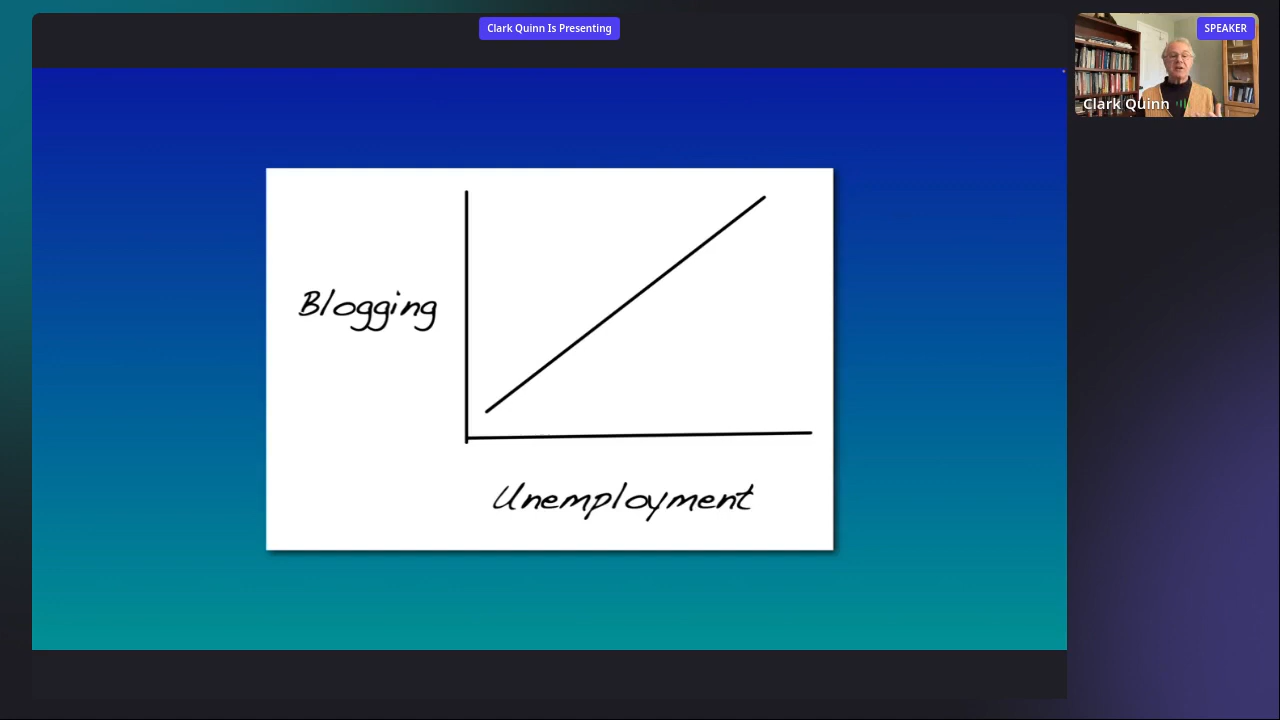 Clark Quinn Is Presenting
SPEAKER
Clark Quinn
Blogging
Unemployment